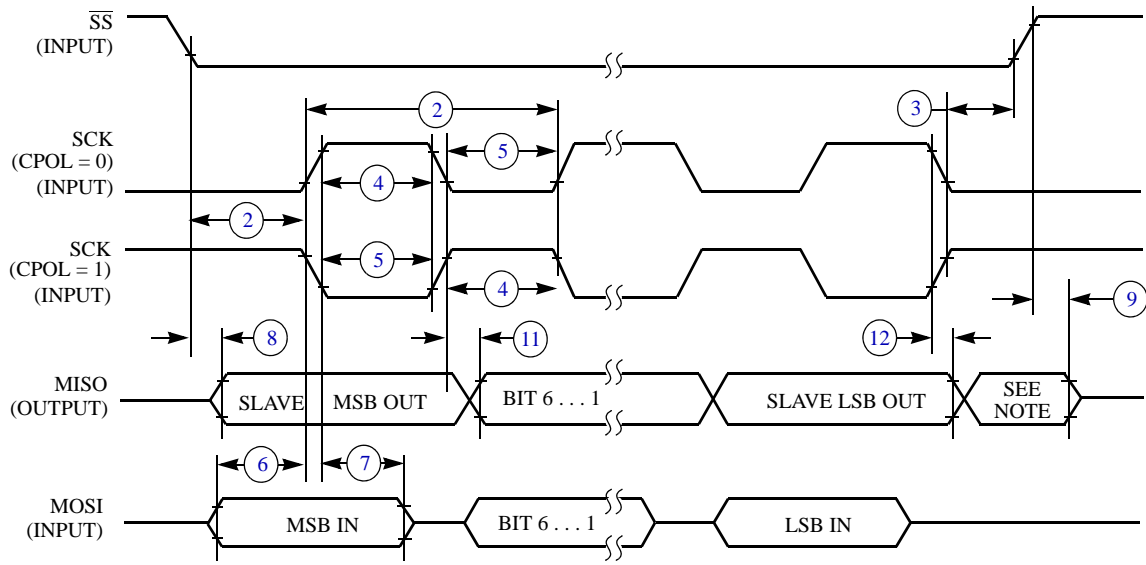 SS
(INPUT)
2
3
SCK
(CPOL = 0)
(INPUT)
5
4
2
SCK
(CPOL = 1)
(INPUT)
5
4
9
8
11
12
MISO
(OUTPUT)
SLAVE MSB OUT
BIT 6 . . . 1
SLAVE LSB OUT
SEE
NOTE
6
7
MOSI
(INPUT)
MSB IN
BIT 6 . . . 1
LSB IN